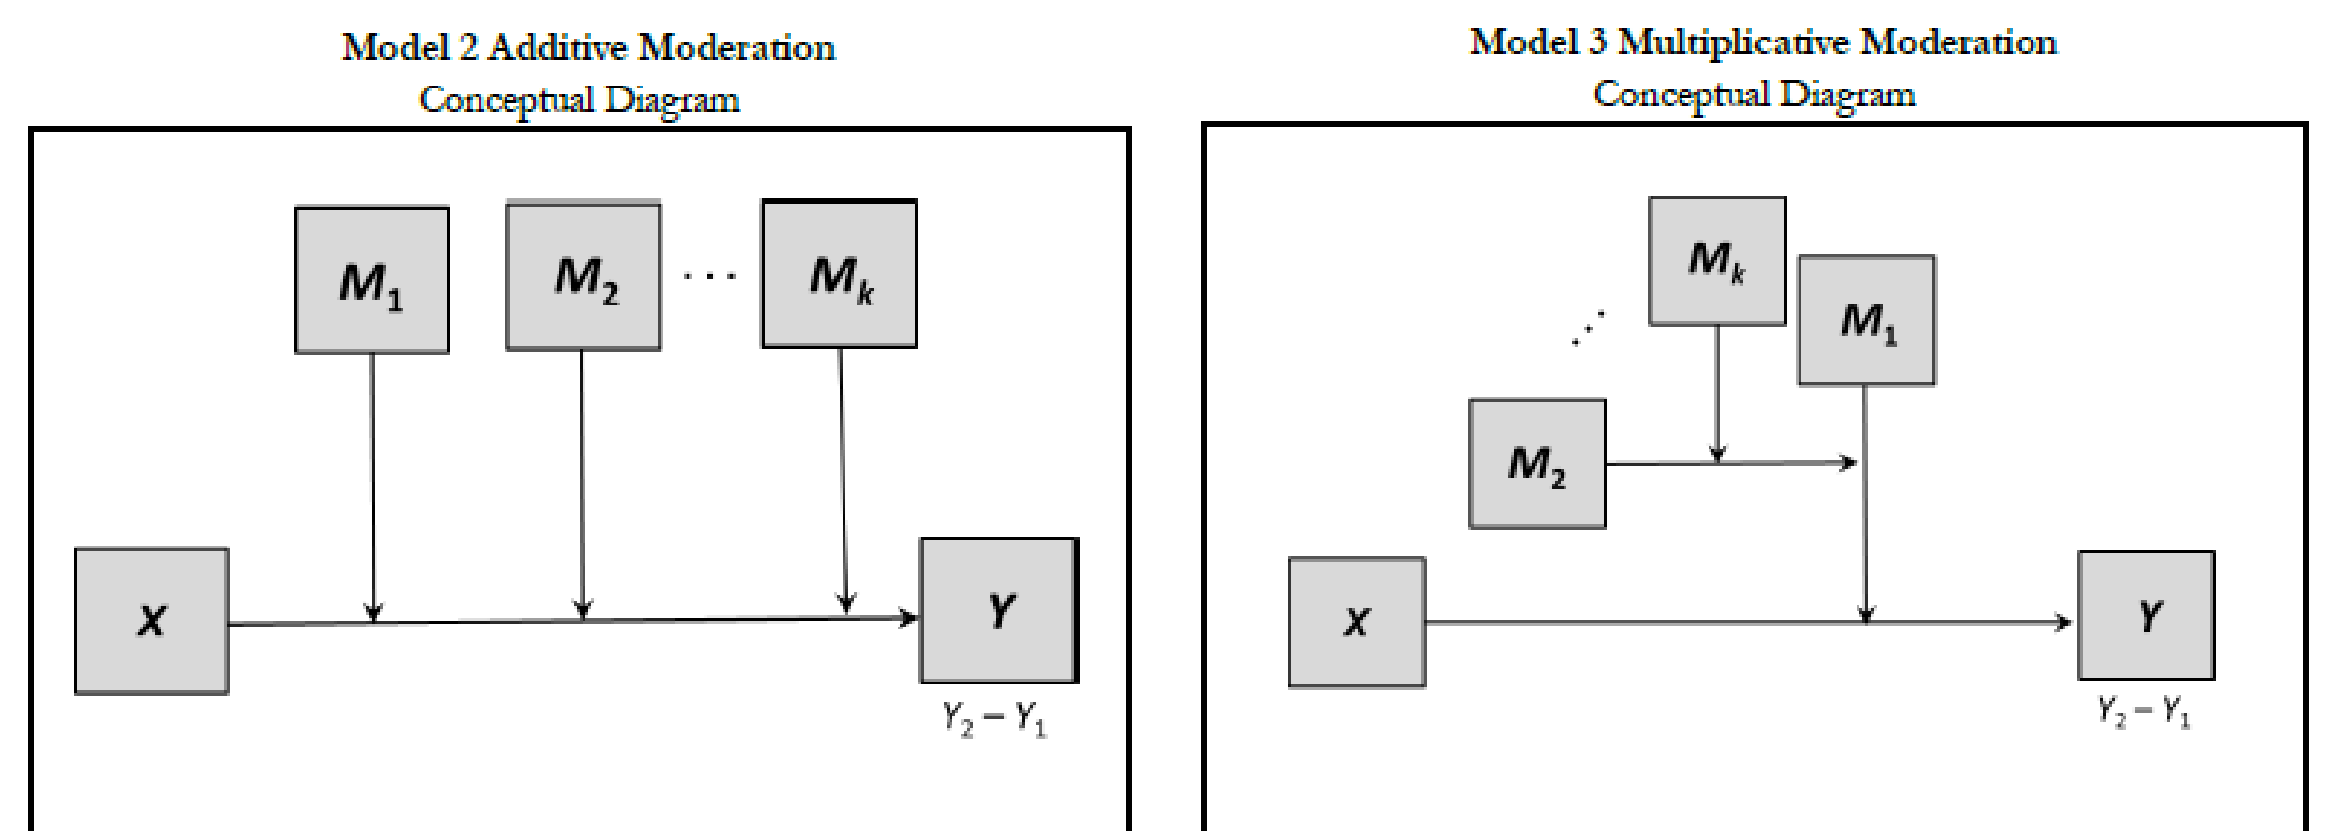 Model 2 Additive Moderation
Conceptual Diagram
M1
M2
. . .
Mk
X
Y
Y2 – Y1
Model 3 Multiplicative Moderation
Conceptual Diagram
Mk
M1
. . .
M2
X
Y
Y2 – Y1